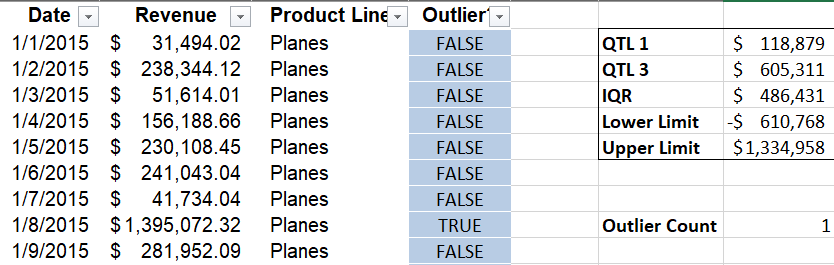 Date Revenue Product Line Outlier?
1/1/2015 $ 31,494.02 Planes FALSE QTL 1 $ 118,879
1/2/2015 $ 238,344.12 Planes FALSE QTL 3 $ 605,311
1/3/2015 $ 51,614.01 Planes FALSE IQR $ 486,431
1/4/2015 $ 156,188.66 Planes FALSE Lower Limit -$ 610,768
1/5/2015 $ 230,108.45 Planes FALSE Upper Limit $1,334,958
1/6/2015 $ 241,043.04 Planes FALSE
1/7/2015 $ 41,734.04 Planes FALSE
1/8/2015 $1,395,072.32 Planes TRUE Outlier Count 1
1/9/2015 $ 281,952.09 Planes FALSE